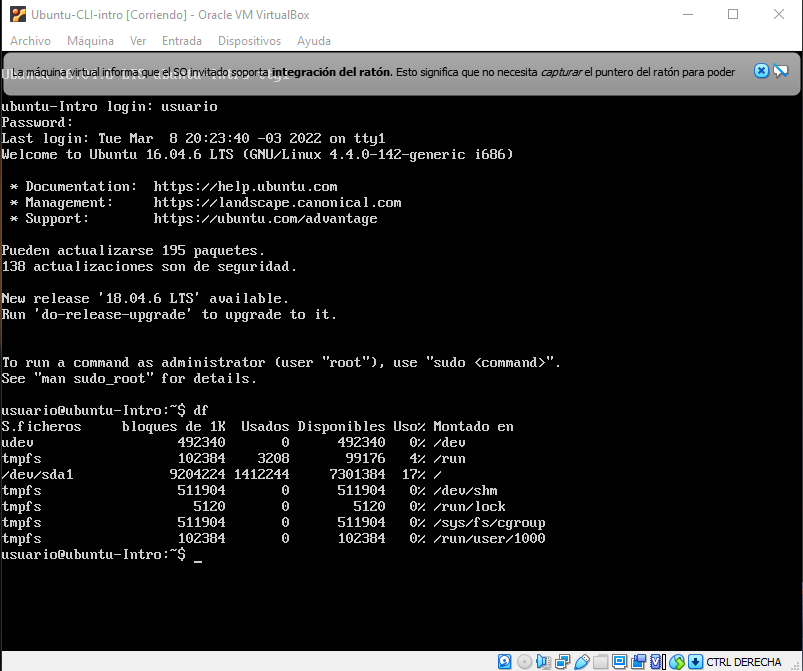 Ubuntu-CLI-intro [Corriendo] - Oracle VM VirtualBox
Archivo Máquina Ver Entrada Dispositivos Ayuda
La máquina virtual informa que el SO invitado soporta integración del ratón. Esto significa que no necesita capturar el puntero del ratón para poder
ubuntu-Intro login: usuario
Password:
Last login: Tue Mar  8 20:23:40 -03 2022 on tty1
Welcome to Ubuntu 16.04.6 LTS (GNU/Linux 4.4.0-142-generic i686)
* Documentation:  https://help.ubuntu.com
* Management:     https://landscape.canonical.com
* Support:        https://ubuntu.com/advantage
Pueden actualizarse 195 paquetes.
138 actualizaciones son de seguridad.
New release '18.04.6 LTS' available.
Run 'do-release-upgrade' to upgrade to it.
To run a command as administrator (user "root"), use "sudo <command>".
See "man sudo_root" for details.
usuario@ubuntu-Intro:~$ df
S.ficheros     bloques de 1K  Usados Disponibles Uso% Montado en
udev                  492340       0      492340   0% /dev
tmpfs                 102384    3208       99176   4% /run
/dev/sda1            9204224 1412244     7301384  17% /
tmpfs                 511904       0      511904   0% /dev/shm
tmpfs                   5120       0        5120   0% /run/lock
tmpfs                 511904       0      511904   0% /sys/fs/cgroup
tmpfs                 102384       0      102384   0% /run/user/1000
usuario@ubuntu-Intro:~$ _
CTRL DERECHA